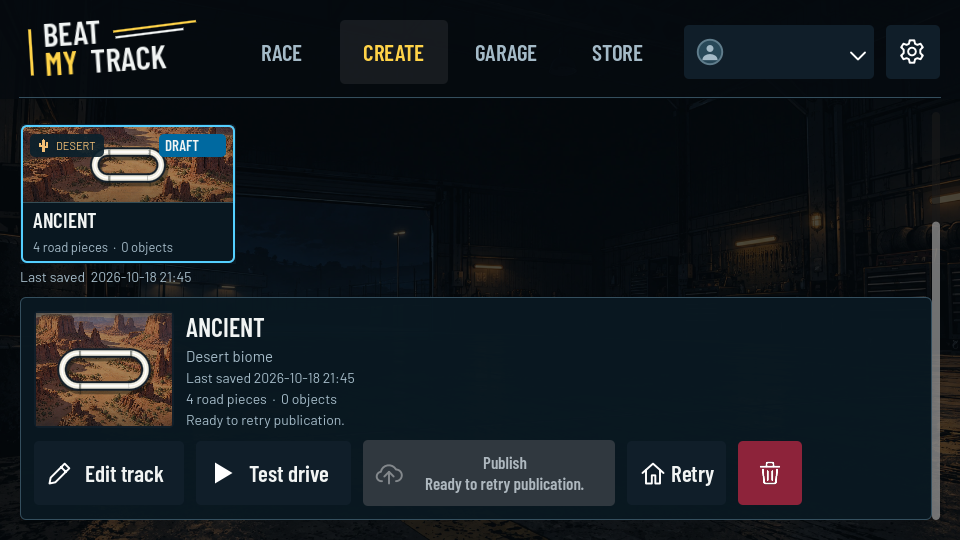 BEAT
MY TRACK
RACE
CREATE
GARAGE
STORE
DESERT
DRAFT
ANCIENT
4 road pieces · 0 objects
Last saved 2026-10-18 21:45
ANCIENT
Desert biome
Last saved 2026-10-18 21:45
4 road pieces · 0 objects
Ready to retry publication.
Edit track
Test drive
Publish
Ready to retry publication.
Retry